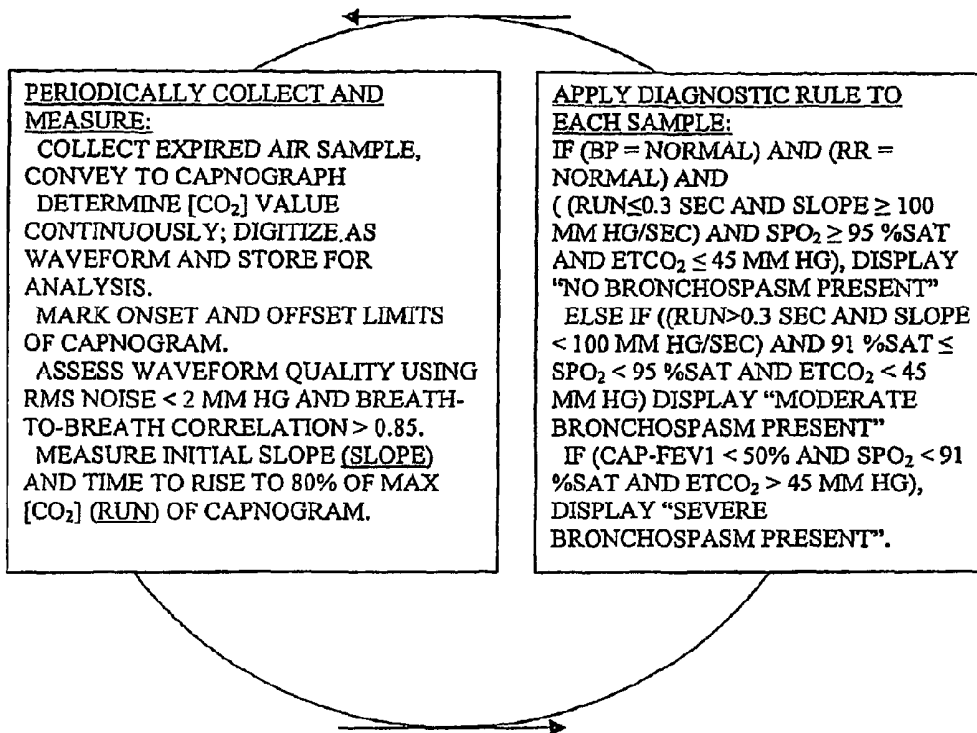 PERIODICALLY COLLECT AND
MEASURE:
COLLECT EXPIRED AIR SAMPLE,
CONVEY TO CAPNOGRAPH
DETERMINE [CO₂] VALUE
CONTINUOUSLY; DIGITIZE AS
WAVEFORM AND STORE FOR
ANALYSIS.
MARK ONSET AND OFFSET LIMITS
OF CAPNOGRAM.
ASSESS WAVEFORM QUALITY USING
RMS NOISE < 2 MM HG AND BREATH-
TO-BREATH CORRELATION > 0.85.
MEASURE INITIAL SLOPE (SLOPE)
AND TIME TO RISE TO 80% OF MAX
[CO₂] (RUN) OF CAPNOGRAM.
APPLY DIAGNOSTIC RULE TO
EACH SAMPLE:
IF (BP = NORMAL) AND (RR =
NORMAL) AND
( (RUN≤0.3 SEC AND SLOPE ≥ 100
MM HG/SEC) AND SPO₂ ≥ 95 %SAT
AND ETCO₂ ≤ 45 MM HG), DISPLAY
“NO BRONCHOSPASM PRESENT”
ELSE IF ((RUN>0.3 SEC AND SLOPE
< 100 MM HG/SEC) AND 91 %SAT ≤
SPO₂ < 95 %SAT AND ETCO₂ < 45
MM HG) DISPLAY “MODERATE
BRONCHOSPASM PRESENT”
IF (CAP-FEV1 < 50% AND SPO₂ < 91
%SAT AND ETCO₂ > 45 MM HG),
DISPLAY “SEVERE
BRONCHOSPASM PRESENT”.